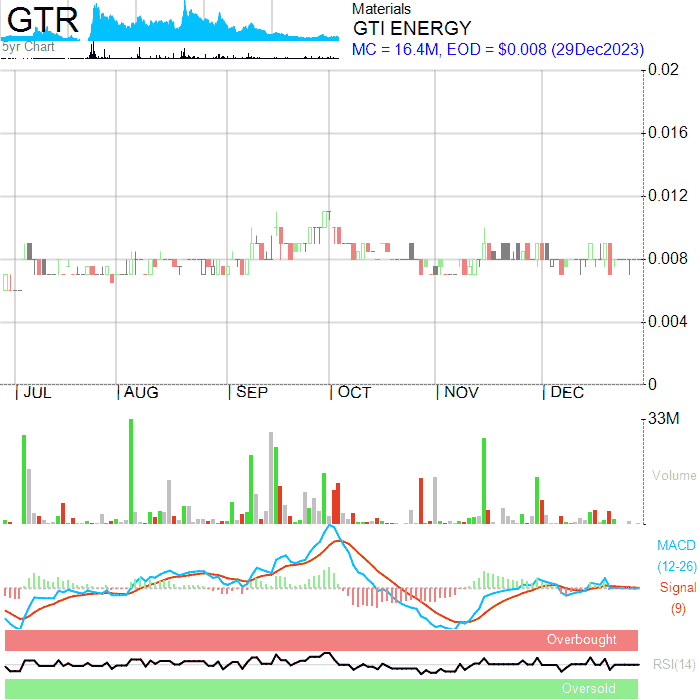 GTR
5yr Chart
Materials
GTI ENERGY
MC = 16.4M, EOD = $0.008 (29Dec2023)
0.02
0.016
0.012
0.008
0.004
0
JUL AUG SEP OCT NOV DEC
33M
Volume
MACD
(12-26)
Signal
(9)
Overbought
RSI(14)
Oversold